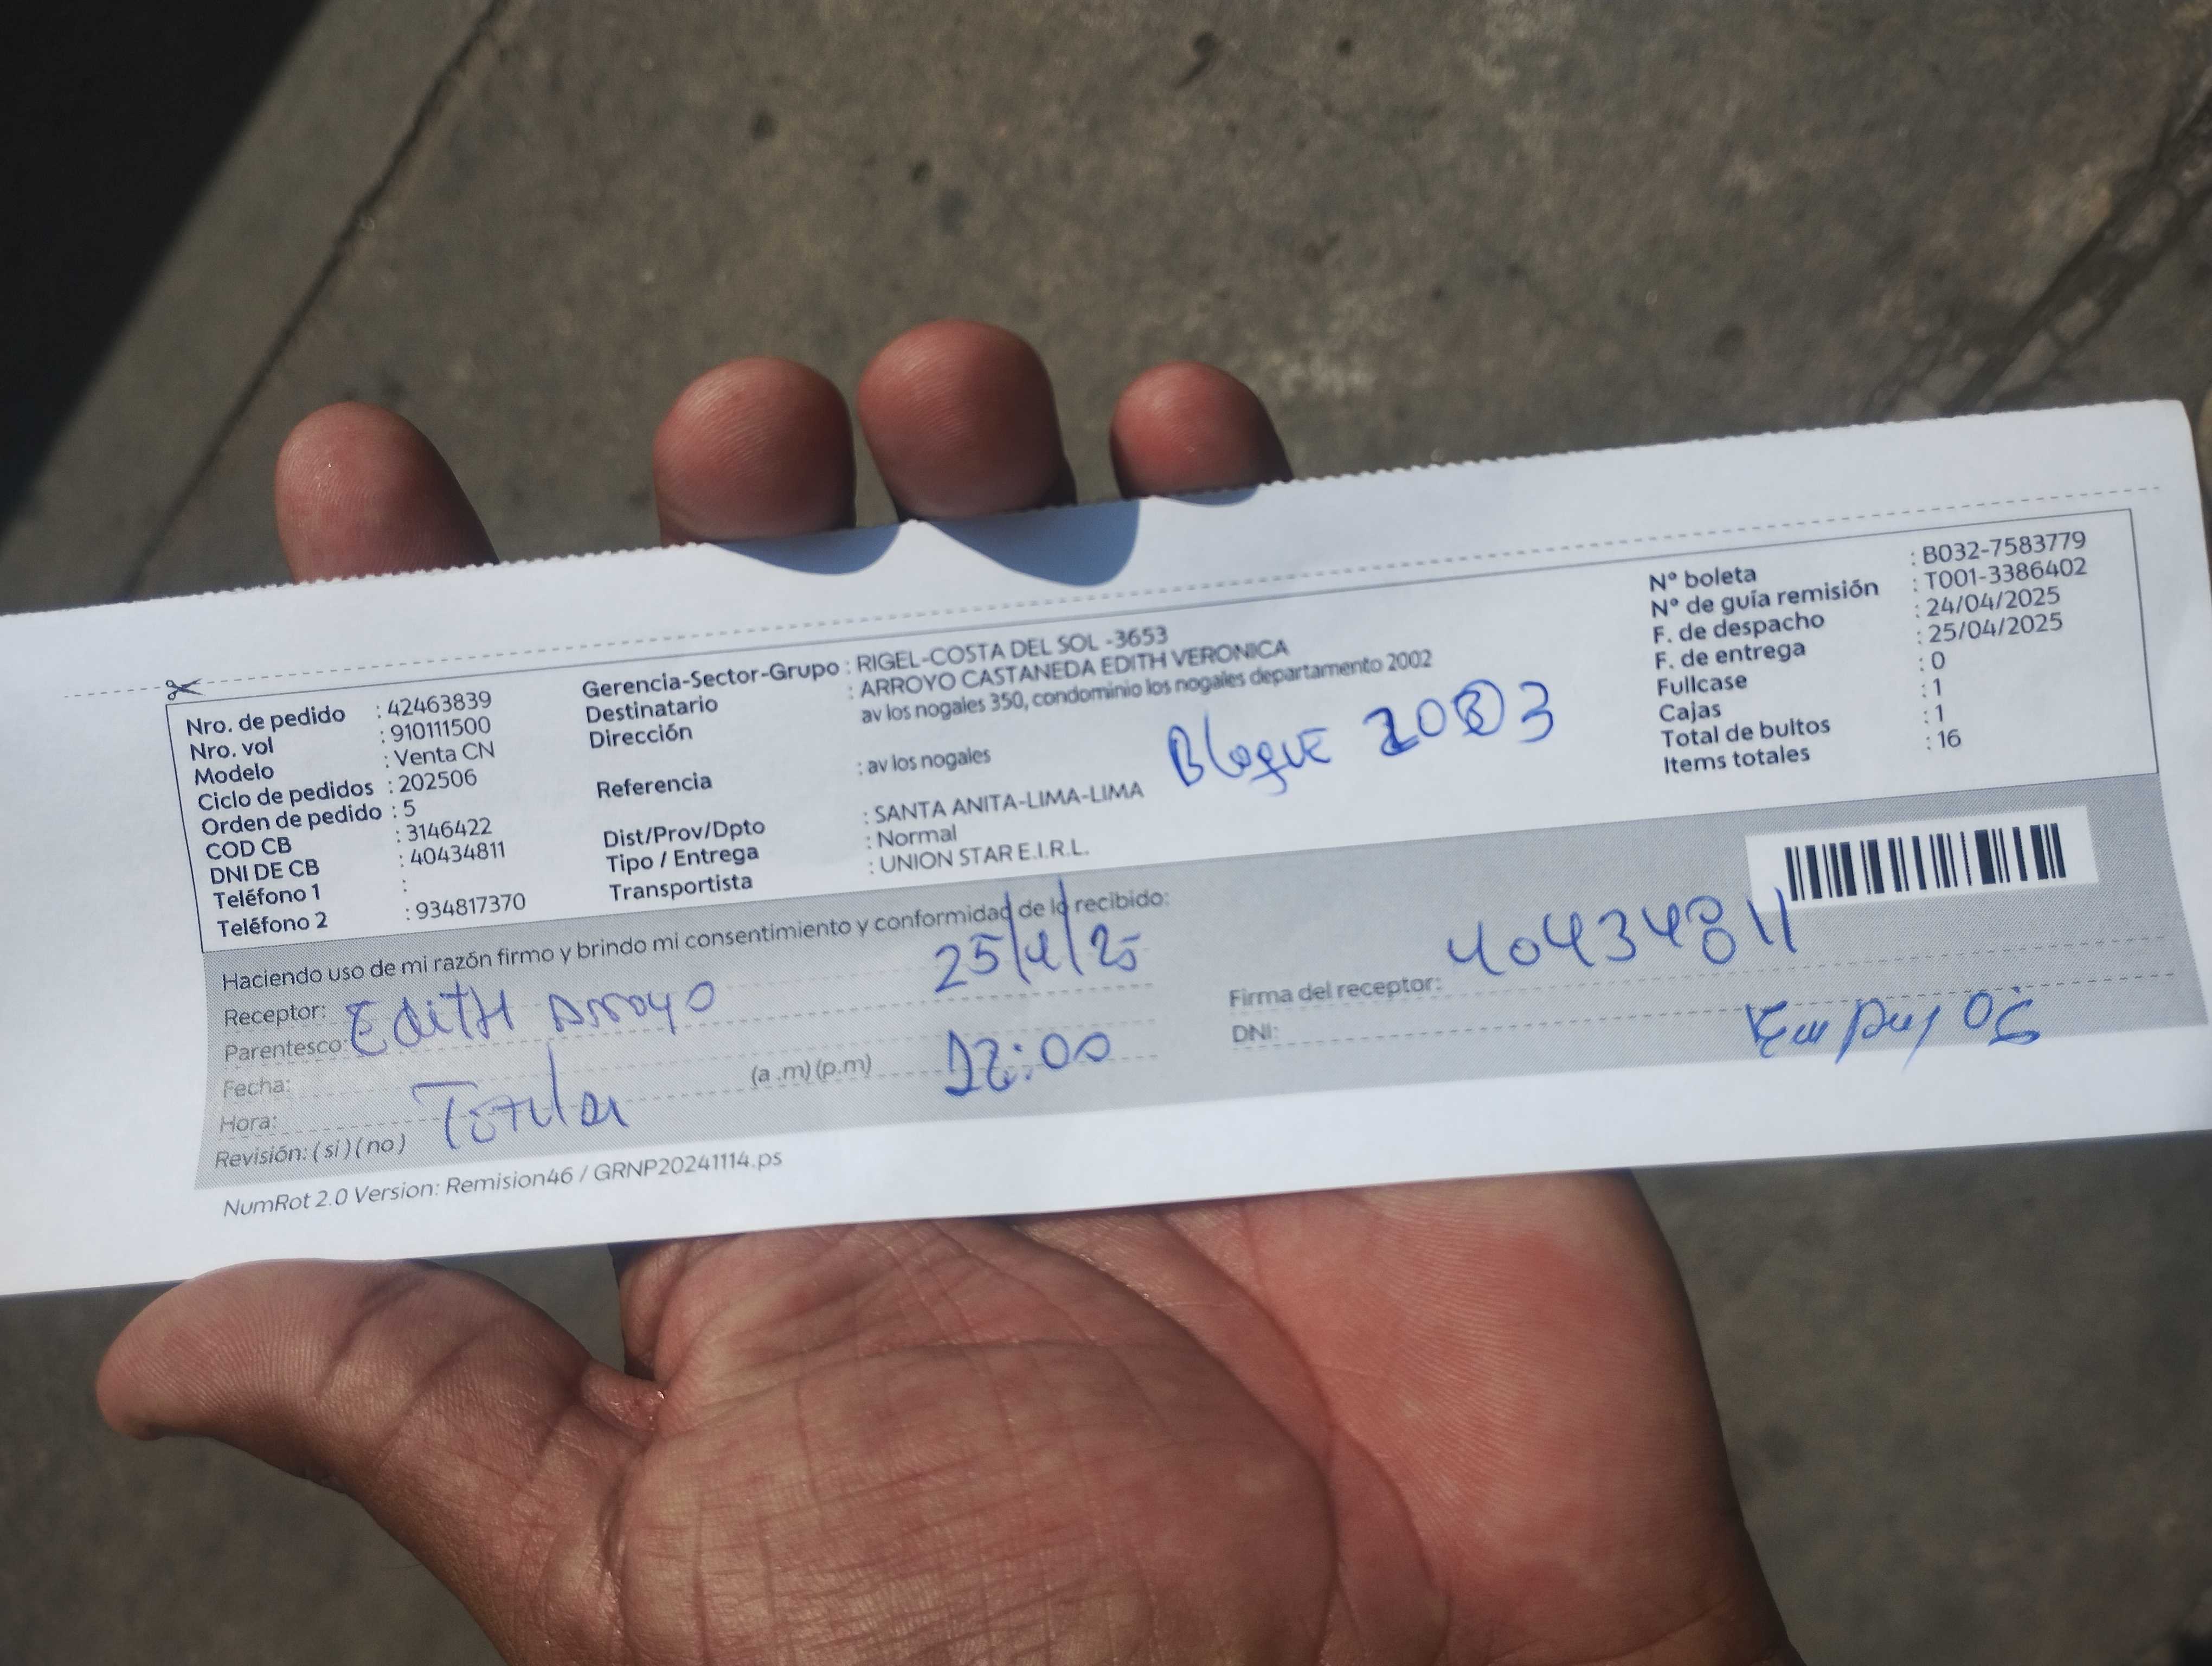 Nro. de pedido : 42463839
Nro. vol : 910111500
Modelo : Venta CN
Ciclo de pedidos : 202506
Orden de pedido : 5
COD CB : 3146422
DNI DE CB : 40434811
Teléfono 1 :
Teléfono 2 : 934817370
Gerencia-Sector-Grupo : RIGEL-COSTA DEL SOL -3653
Destinatario : ARROYO CASTANEDA EDITH VERONICA
Dirección av los nogales 350, condominio los nogales departamento 2002
Referencia : av los nogales
Bloque
Dist/Prov/Dpto : SANTA ANITA-LIMA-LIMA
Tipo / Entrega : Normal
Transportista : UNION STAR E.I.R.L.
N° boleta : B032-7583779
N° de guía remisión : T001-3386402
F. de despacho : 24/04/2025
F. de entrega : 25/04/2025
Fullcase : 0
Cajas : 1
Total de bultos : 1
Items totales : 16
Haciendo uso de mi razón firmo y brindo mi consentimiento y conformidad de lo recibido:
Receptor: Edith Arroyo 25/4/25
Parentesco:
Fecha:
Hora: (a .m) (p.m) 12:00
Revisión: ( si ) ( no ) Titular
Firma del receptor: 40434811
DNI:
NumRot 2.0 Version: Remision46 / GRNP20241114.ps